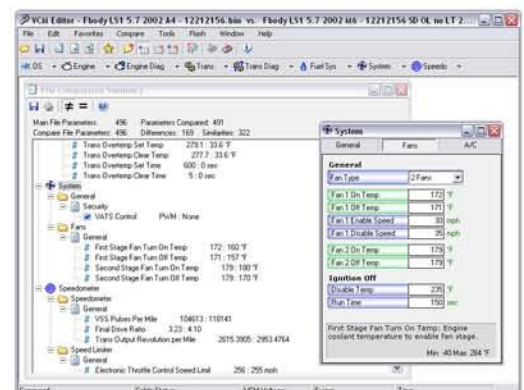 VCM Editor - Fbody LS1 5.7 2002 A4 - 12212156.bin vs. Fbody LS1 5.7 2002 M6 - 12212156 SD OL no LT 2...
File Edit Favorites Compare Tools Flash Window Help
OS Engine Engine Diag Trans Trans Diag Fuel Sys System Speedo
File Comparison Summary
Main File Parameters: 496 Parameters Compared: 491
Compare File Parameters: 496 Differences: 169 Similarities: 322
Trans Overtemp Set Temp 279.1 : 33.6 °F
Trans Overtemp Clear Temp 277.7 : 33.6 °F
Trans Overtemp Set Time 600 : 0 sec
Trans Overtemp Clear Time 5 : 0 sec
System
General
Security
VATS Control PWM : None
Fans
General
First Stage Fan Turn On Temp 172 : 160 °F
First Stage Fan Turn Off Temp 171 : 157 °F
Second Stage Fan Turn On Temp 179 : 180 °F
Second Stage Fan Turn Off Temp 179 : 170 °F
Speedometer
Speedometer
General
VSS Pulses Per Mile 104613 : 118141
Final Drive Ratio 3.23 : 4.10
Trans Output Revolution per Mile 2615.3905 : 2953.4764
Speed Limiter
General
Electronic Throttle Control Speed Limit 256 : 255 mph
System
General Fans A/C
General
Fan Type 2 Fans
Fan 1 On Temp 172 °F
Fan 1 Off Temp 171 °F
Fan 1 Enable Speed 33 mph
Fan 1 Disable Speed 35 mph
Fan 2 On Temp 179 °F
Fan 2 Off Temp 179 °F
Ignition Off
Disable Temp 235 °F
Run Time 150 sec
First Stage Fan Turn On Temp: Engine
coolant temperature to enable fan stage.
Min: -40 Max: 284 °F